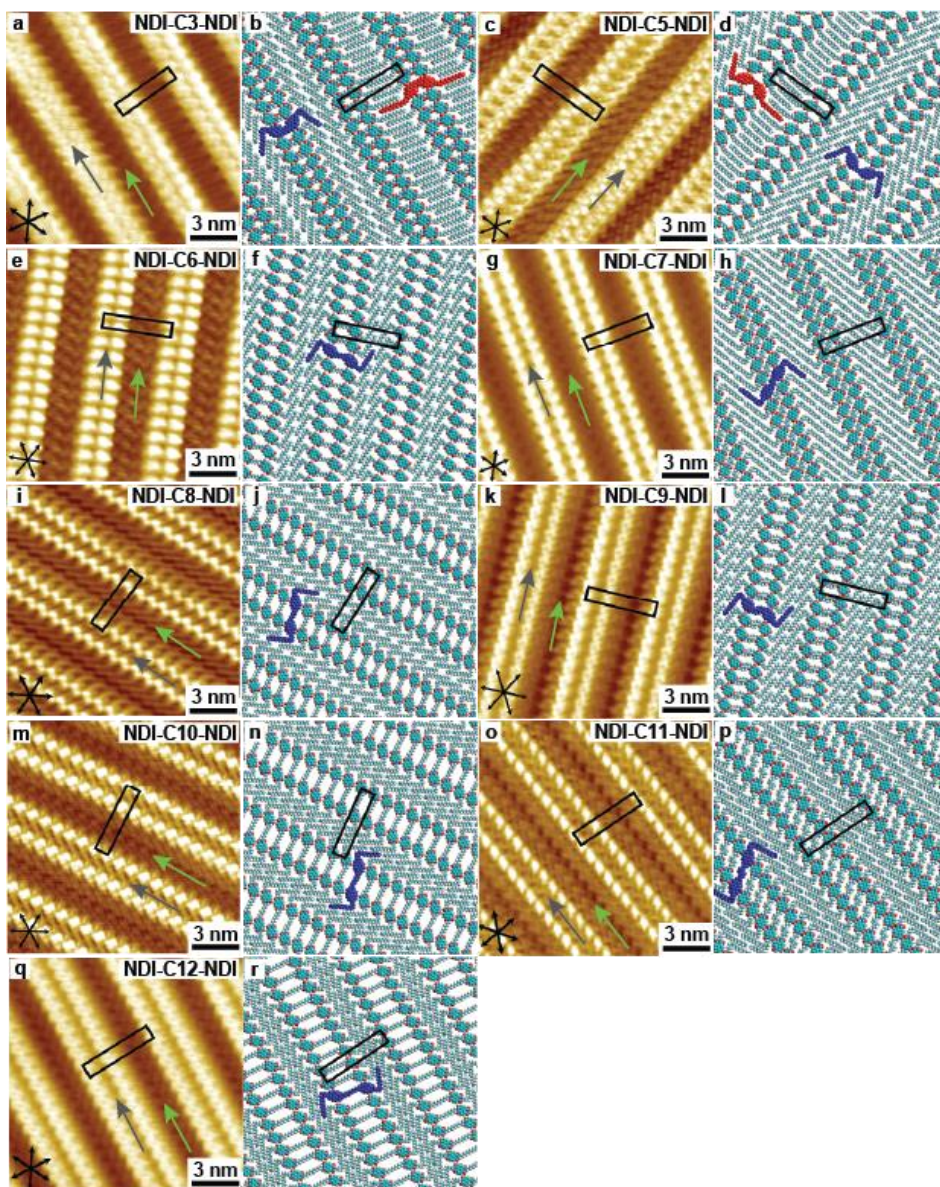 a NDI-C3-NDI b c NDI-C5-NDI d
3 nm 3 nm
e NDI-C6-NDI f g NDI-C7-NDI h
3 nm 3 nm
i NDI-C8-NDI j k NDI-C9-NDI l
3 nm 3 nm
m NDI-C10-NDI n o NDI-C11-NDI p
3 nm 3 nm
q NDI-C12-NDI r
3 nm